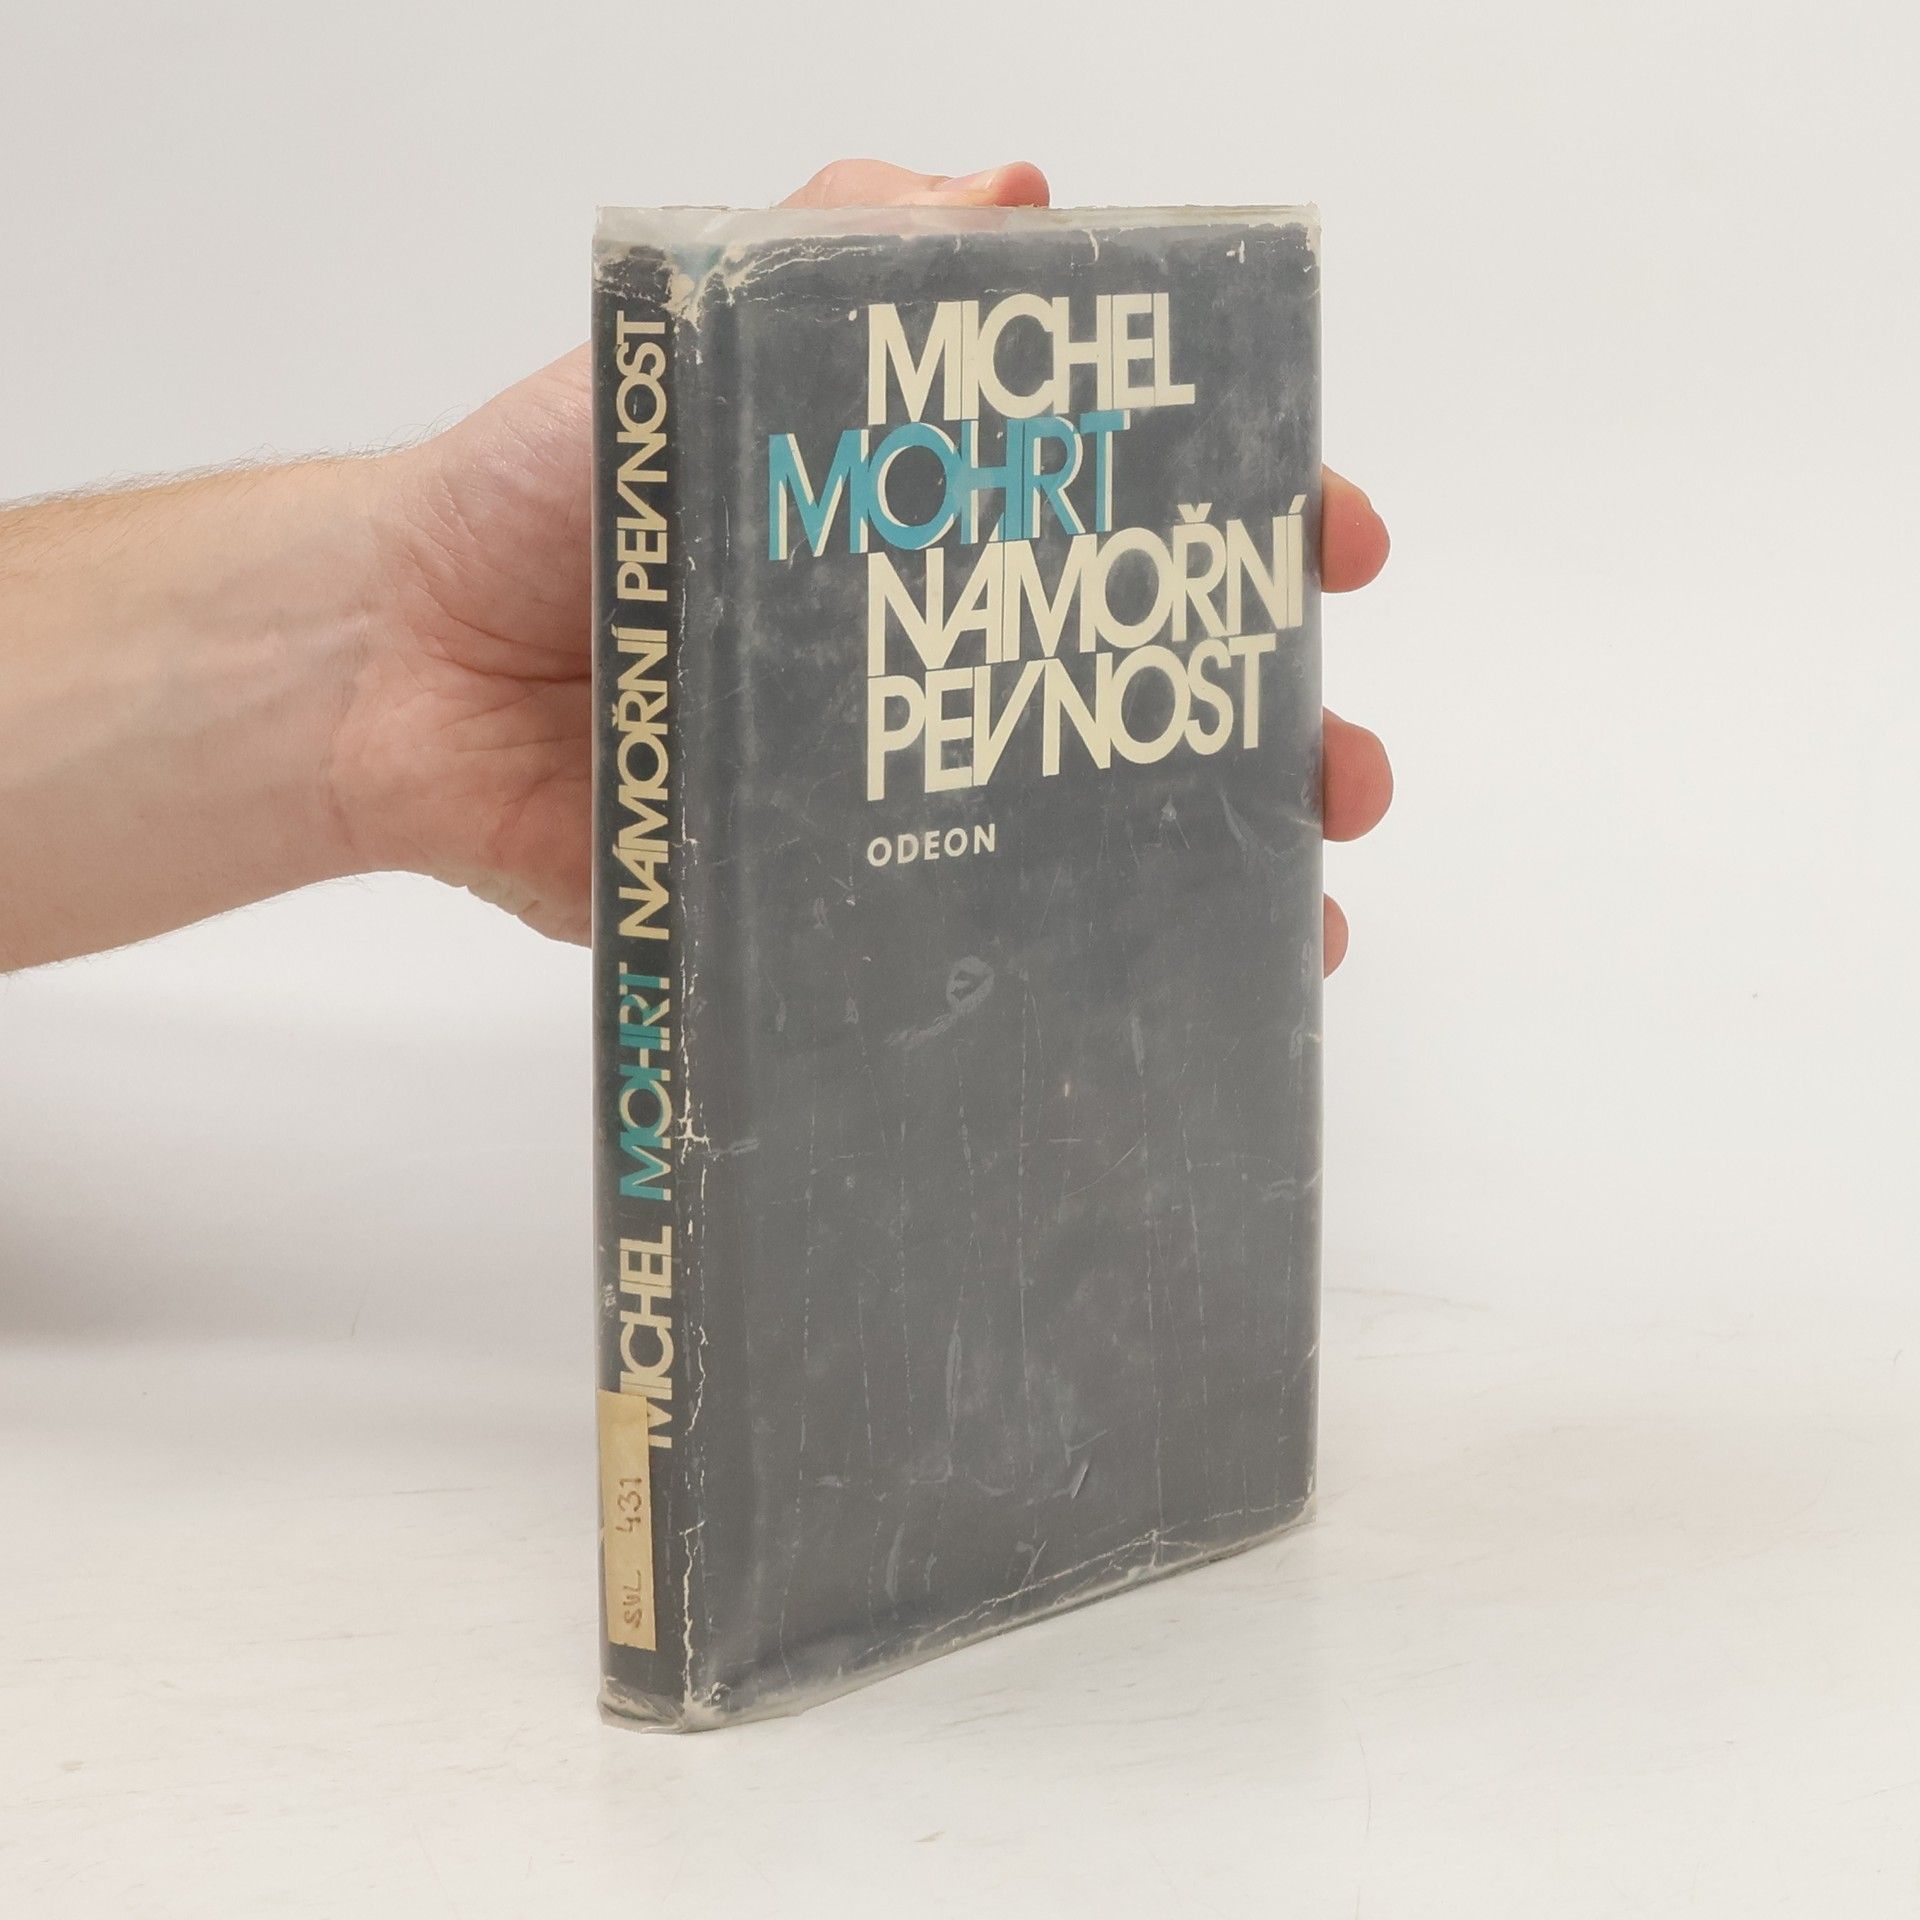 MICHEL
MOHRT
NÁMOŘNÍ
PEVNOST
ODEON
MICHEL MOHRT NÁMOŘNÍ PEVNOST
SVL 431